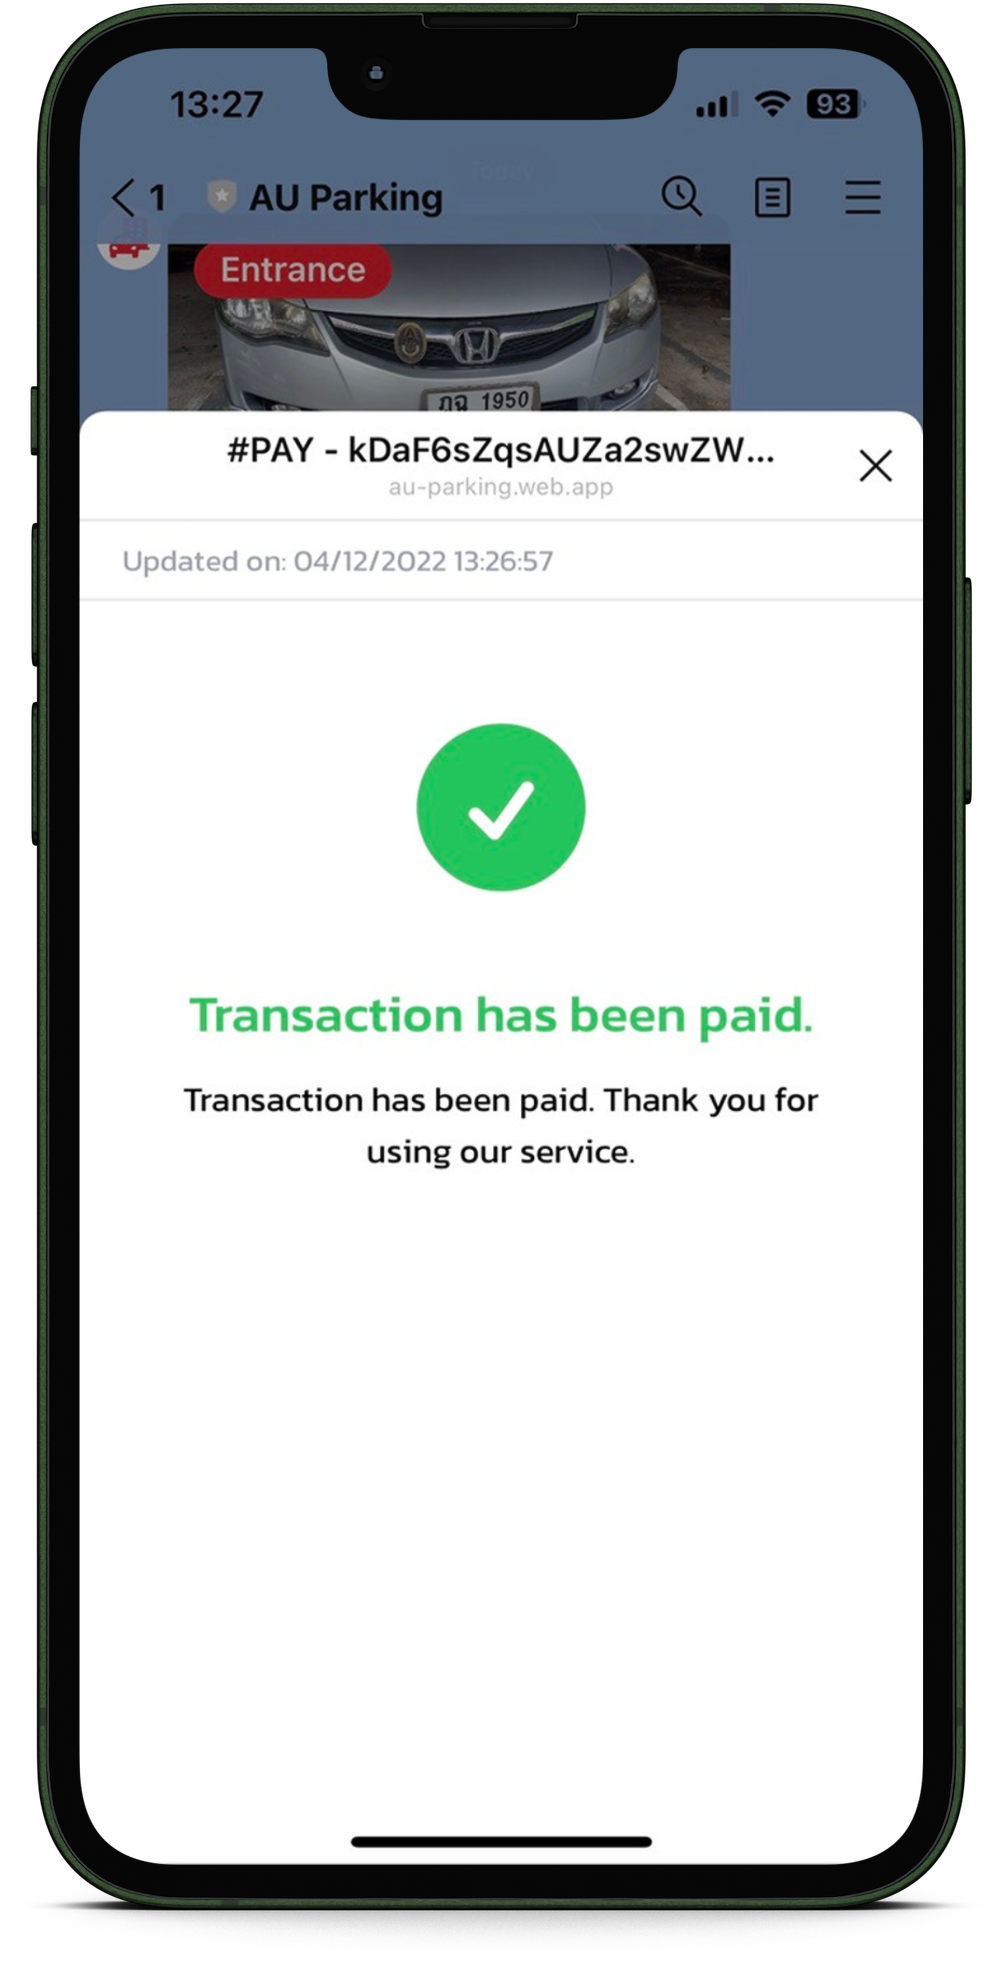 13:27
93
Today
1
AU Parking
Entrance
ภฉ 1950
#PAY - kDaF6sZqsAUZa2swZW...
au-parking.web.app
Updated on: 04/12/2022 13:26:57
Transaction has been paid.
Transaction has been paid. Thank you for
using our service.